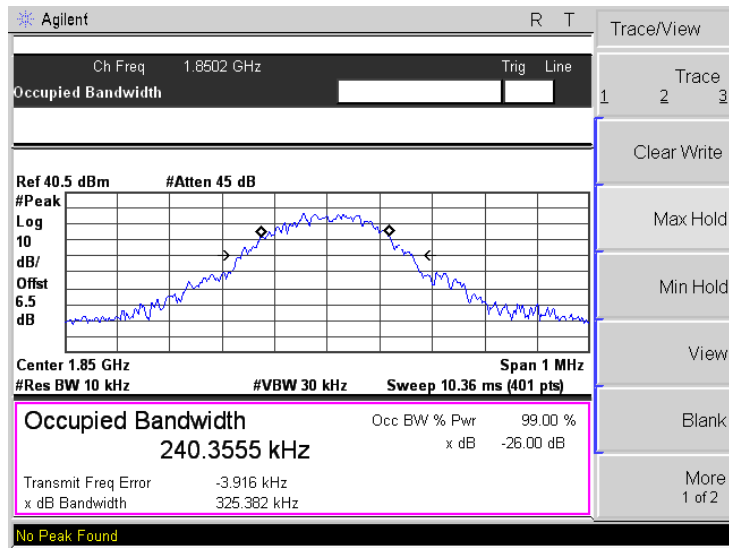 Agilent R T
Trace/View
Ch Freq 1.8502 GHz Trig Line
Occupied Bandwidth
Trace
1 2 3
Clear Write
Ref 40.5 dBm #Atten 45 dB
#Peak
Log
10
dB/
Offst
6.5
dB
Max Hold
Min Hold
Center 1.85 GHz Span 1 MHz
#Res BW 10 kHz #VBW 30 kHz Sweep 10.36 ms (401 pts)
View
Occupied Bandwidth Occ BW % Pwr 99.00 %
240.3555 kHz x dB -26.00 dB
Blank
Transmit Freq Error -3.916 kHz
x dB Bandwidth 325.382 kHz
More
1 of 2
No Peak Found